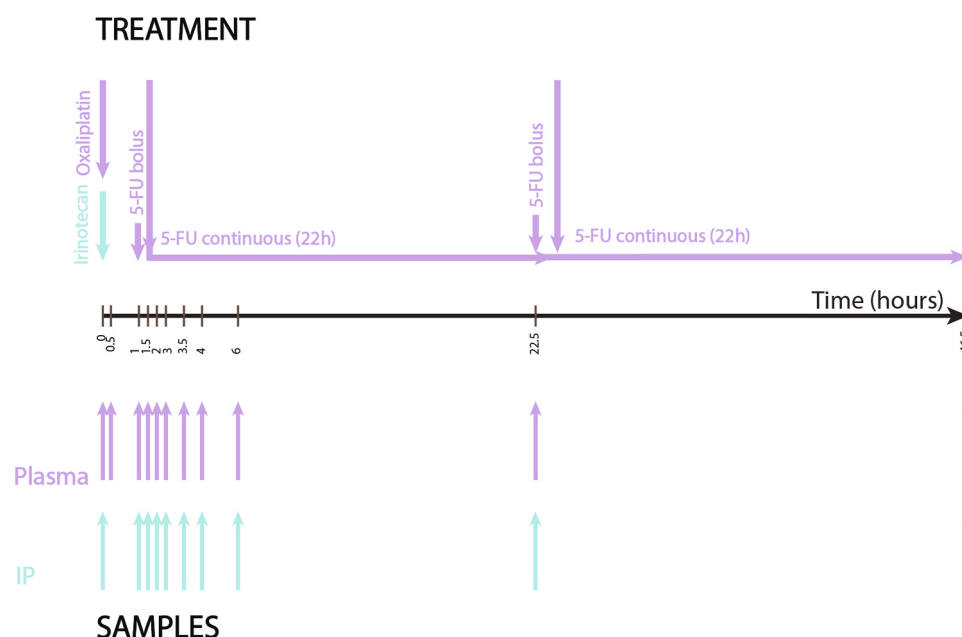 TREATMENT
Oxaliplatin
Irinotecan
5-FU bolus
5-FU continuous (22h)
5-FU bolus
5-FU continuous (22h)
Time (hours)
0
0.5
1
1.5
2
3
3.5
4
6
22.5
Plasma
IP
SAMPLES